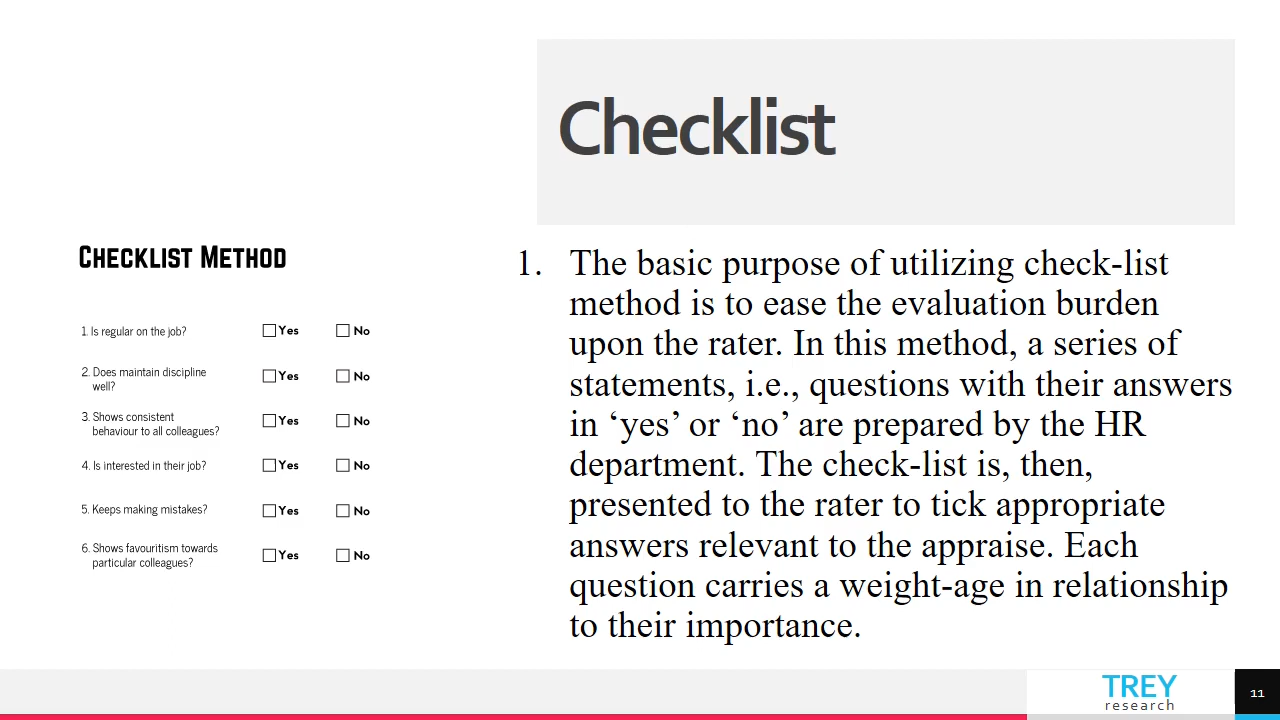 Checklist
CHECKLIST METHOD
1. Is regular on the job? Yes No
2. Does maintain discipline
well? Yes No
3. Shows consistent
behaviour to all colleagues? Yes No
4. Is interested in their job? Yes No
5. Keeps making mistakes? Yes No
6. Shows favouritism towards
particular colleagues? Yes No
1. The basic purpose of utilizing check-list
method is to ease the evaluation burden
upon the rater. In this method, a series of
statements, i.e., questions with their answers
in ‘yes’ or ‘no’ are prepared by the HR
department. The check-list is, then,
presented to the rater to tick appropriate
answers relevant to the appraise. Each
question carries a weight-age in relationship
to their importance.
TREY
research
11